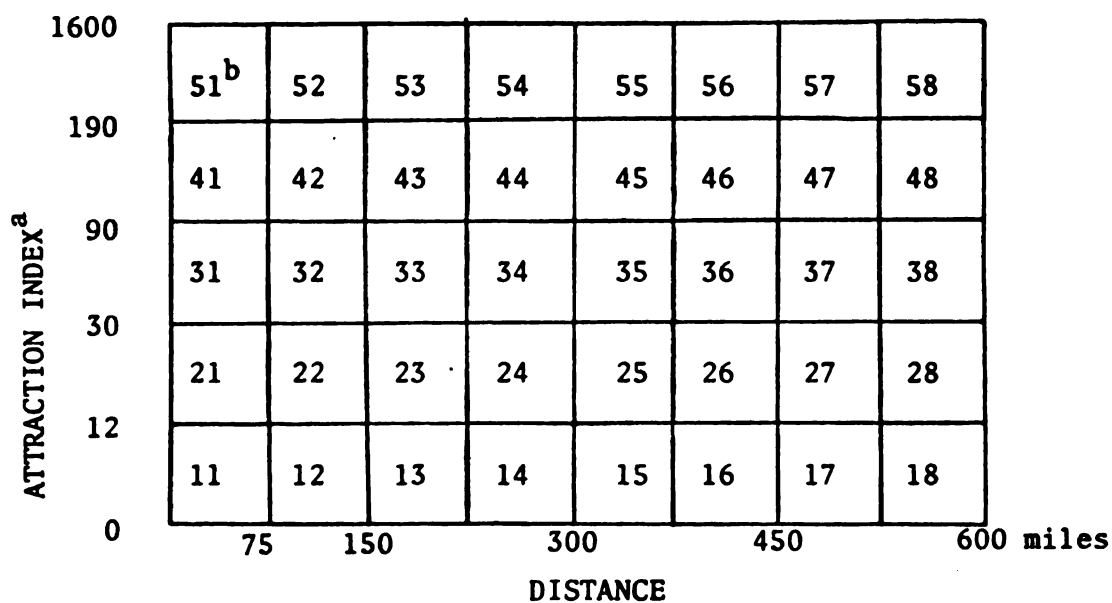 1600
51b 52 53 54 55 56 57 58
190
41 42 43 44 45 46 47 48
90
31 32 33 34 35 36 37 38
30
21 22 23 24 25 26 27 28
12
11 12 13 14 15 16 17 18
0
75 150 300 450 600 miles
DISTANCE
ATTRACTION INDEXa